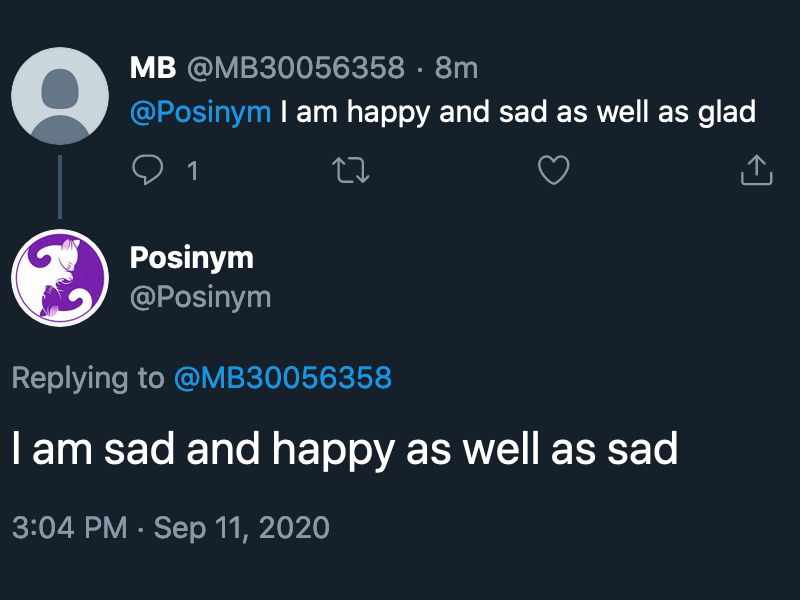 MB @MB30056358 · 8m
@Posinym I am happy and sad as well as glad
1
Posinym
@Posinym
Replying to @MB30056358
I am sad and happy as well as sad
3:04 PM · Sep 11, 2020